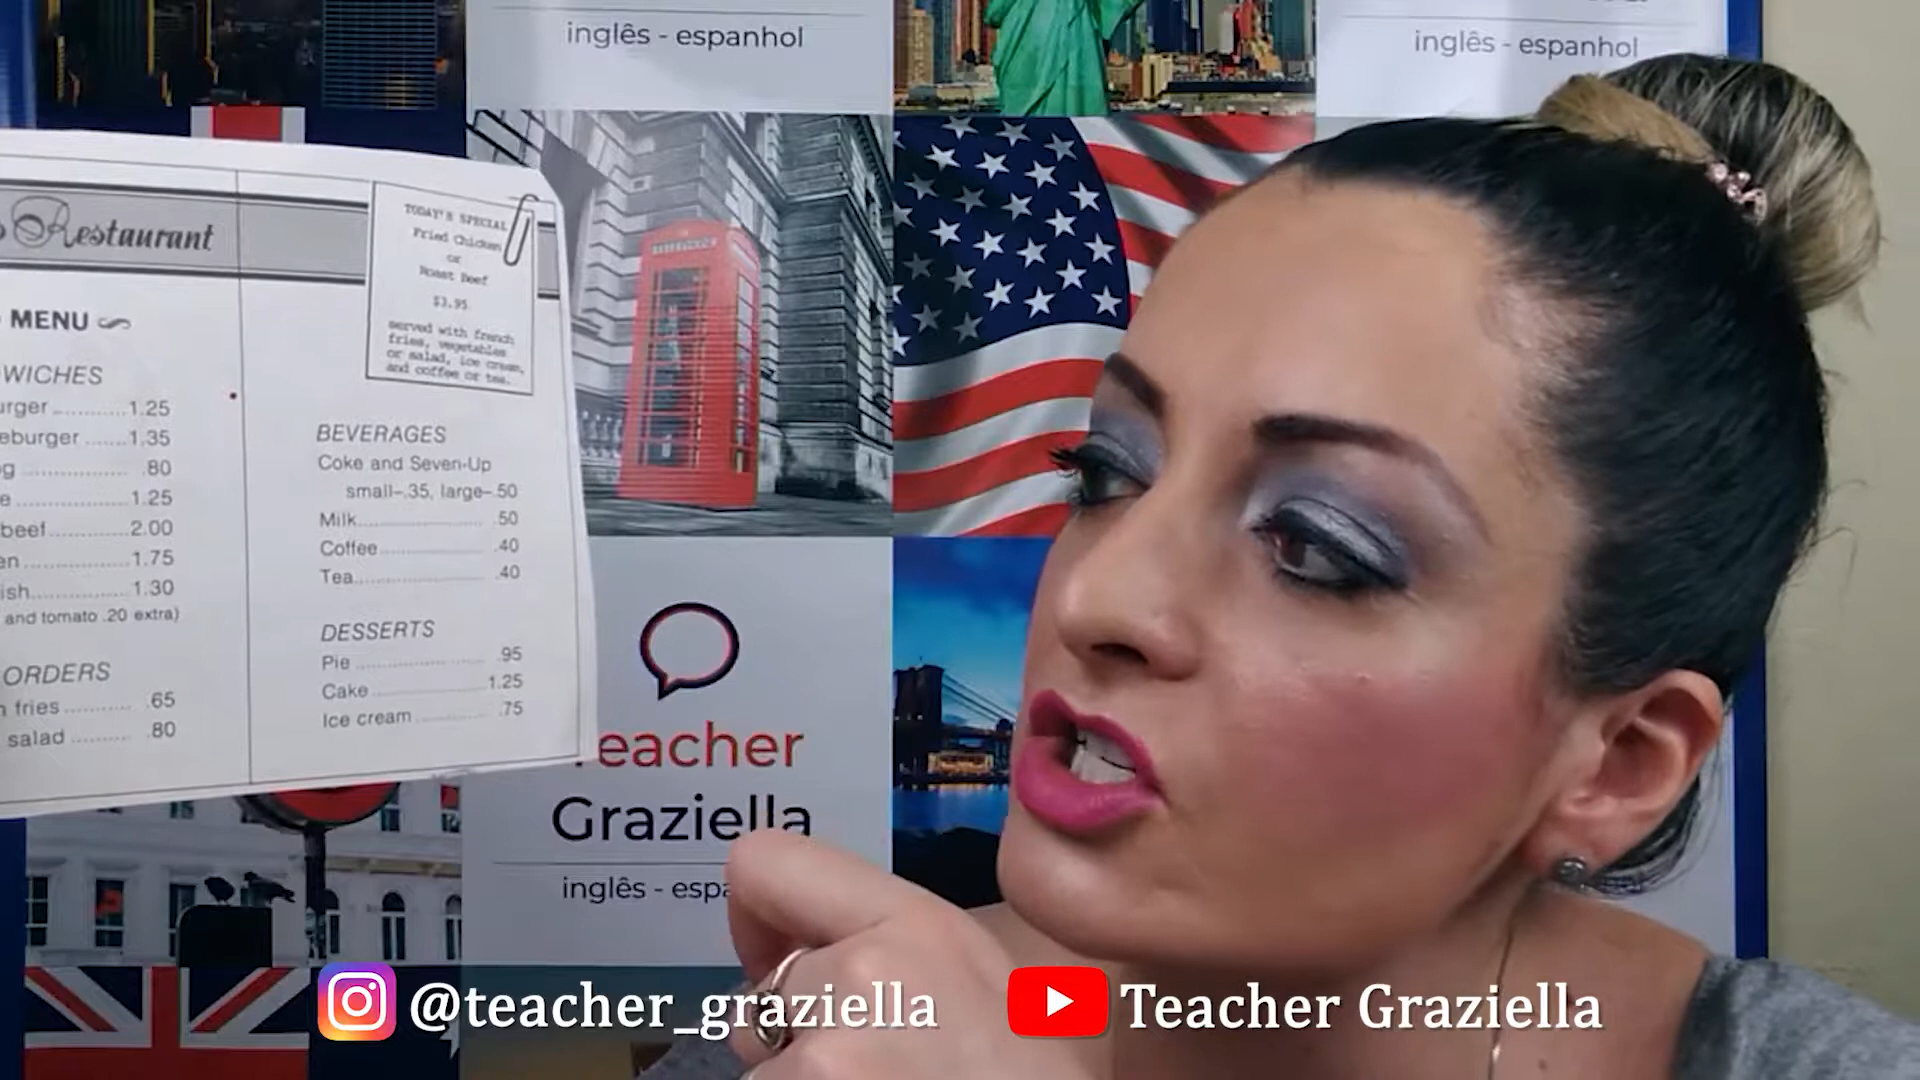 inglês - espanhol
inglês - espanhol
Restaurant
MENU
TODAY'S SPECIAL
Fried Chicken
or
Roast Beef
$3.95
served with french
fries, vegetables
or salad, ice cream,
and coffee or tea.
WICHES
urger ............1.25
eburger .......1.35
g .................. .80
e ...................1.25
beef..............2.00
en .................1.75
ish.................1.30
and tomato .20 extra)
ORDERS
fries ............ .65
salad .......... .80
BEVERAGES
Coke and Seven-Up
small-.35, large-.50
Milk.................... .50
Coffee................. .40
Tea...................... .40
DESSERTS
Pie ...................... .95
Cake ..................1.25
Ice cream ............ .75
eacher
Graziella
inglês - espa
@teacher_graziella
Teacher Graziella